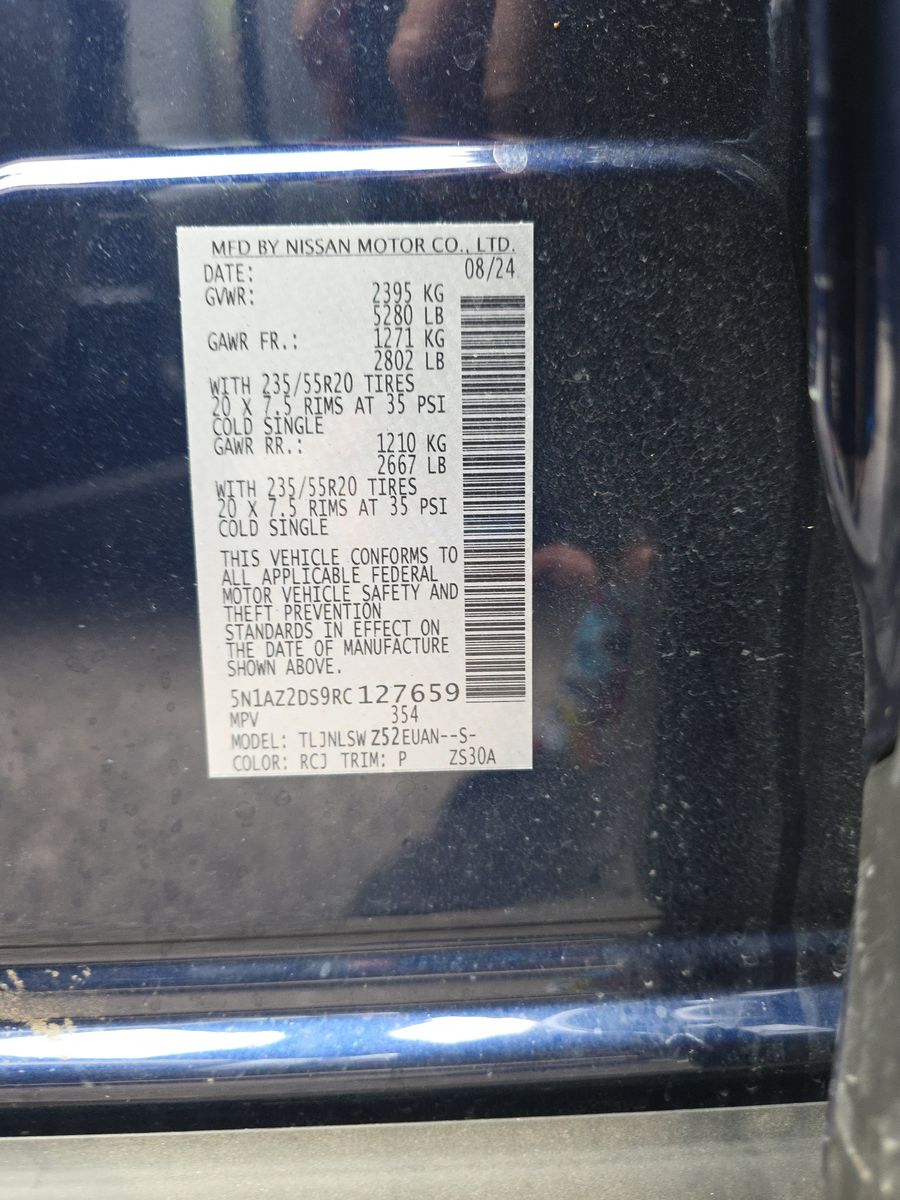 MFD BY NISSAN MOTOR CO., LTD.
DATE: 08/24
GVWR: 2395 KG
5280 LB
GAWR FR.: 1271 KG
2802 LB
WITH 235/55R20 TIRES
20 X 7.5 RIMS AT 35 PSI
COLD SINGLE
GAWR RR.: 1210 KG
2667 LB
WITH 235/55R20 TIRES
20 X 7.5 RIMS AT 35 PSI
COLD SINGLE
THIS VEHICLE CONFORMS TO
ALL APPLICABLE FEDERAL
MOTOR VEHICLE SAFETY AND
THEFT PREVENTION
STANDARDS IN EFFECT ON
THE DATE OF MANUFACTURE
SHOWN ABOVE.
5N1AZ2DS9RC127659
MPV 354
MODEL: TLJNLSWZ52EUAN--S-
COLOR: RCJ TRIM: P ZS30A